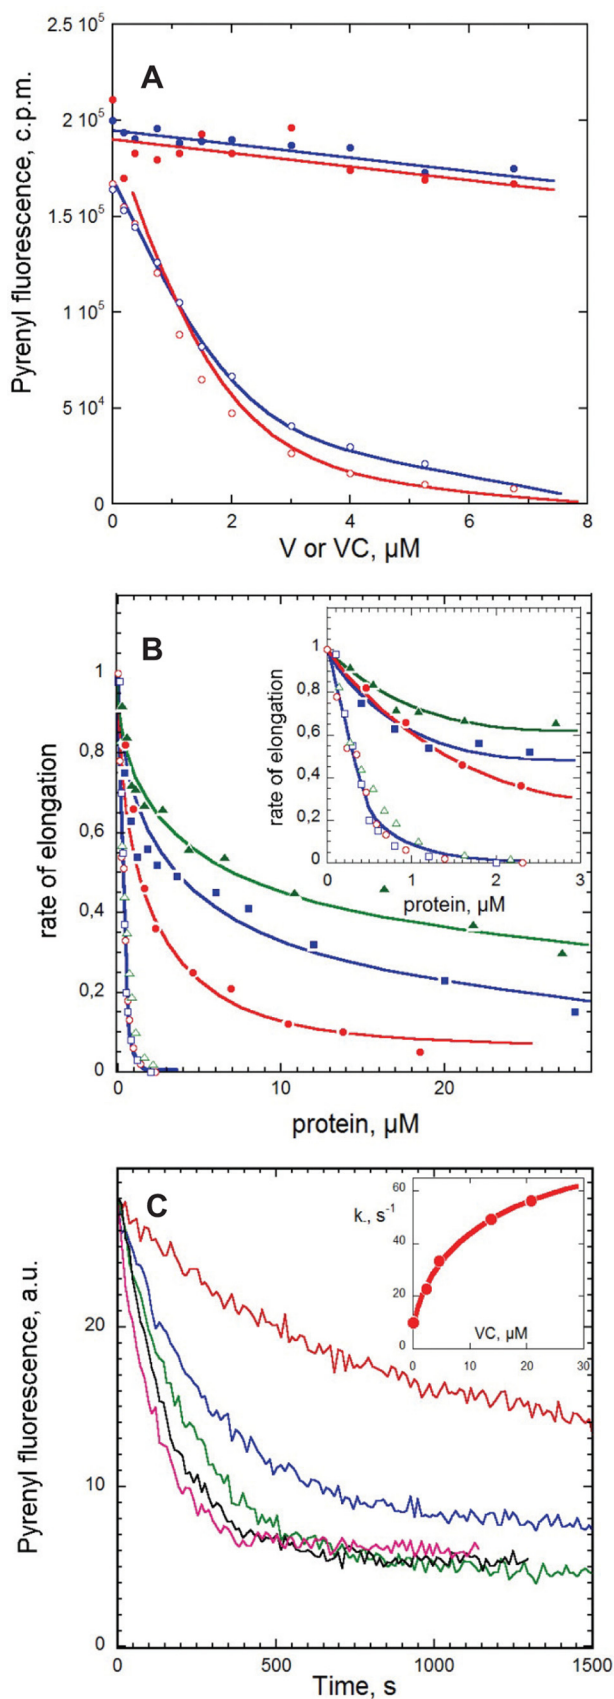 2.5 10⁵
A
2 10⁵
1.5 10⁵
1 10⁵
5 10⁴
0
Pyrenyl fluorescence, c.p.m.
0 2 4 6 8
V or VC, µM
B
1
0,8
0,6
0,4
0,2
0
rate of elongation
0 10 20
protein, µM
1
0,8
0,6
0,4
0,2
0
rate of elongation
0 1 2 3
protein, µM
C
20
10
0
Pyrenyl fluorescence, a.u.
0 500 1000 1500
Time, s
60
40
20
0
k-, s⁻¹
VC, µM
0 10 20 30